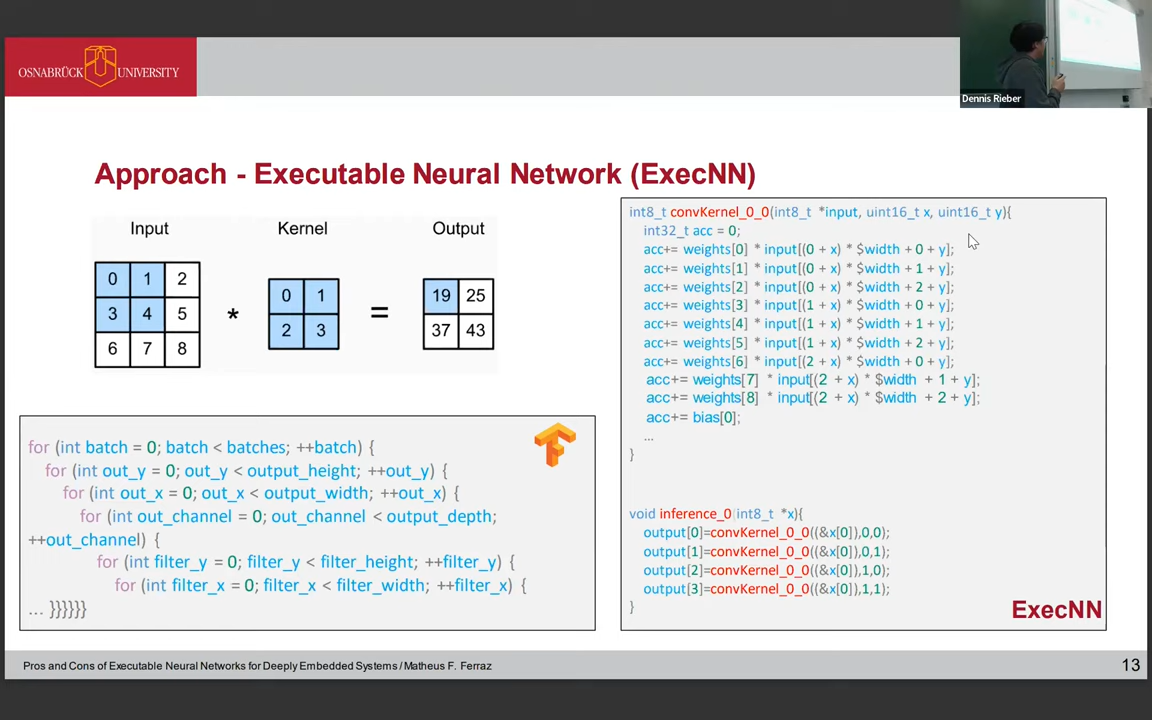 OSNABRÜCK UNIVERSITY
Dennis Rieber
Approach - Executable Neural Network (ExecNN)
Input
Kernel
Output
0 1 2
3 4 5
6 7 8
*
0 1
2 3
=
19 25
37 43
for (int batch = 0; batch < batches; ++batch) {
for (int out_y = 0; out_y < output_height; ++out_y) {
for (int out_x = 0; out_x < output_width; ++out_x) {
for (int out_channel = 0; out_channel < output_depth;
++out_channel) {
for (int filter_y = 0; filter_y < filter_height; ++filter_y) {
for (int filter_x = 0; filter_x < filter_width; ++filter_x) {
... }}}}}}
int8_t convKernel_0_0(int8_t *input, uint16_t x, uint16_t y){
int32_t acc = 0;
acc+= weights[0] * input[(0 + x) * $width + 0 + y];
acc+= weights[1] * input[(0 + x) * $width + 1 + y];
acc+= weights[2] * input[(0 + x) * $width + 2 + y];
acc+= weights[3] * input[(1 + x) * $width + 0 + y];
acc+= weights[4] * input[(1 + x) * $width + 1 + y];
acc+= weights[5] * input[(1 + x) * $width + 2 + y];
acc+= weights[6] * input[(2 + x) * $width + 0 + y];
acc+= weights[7] * input[(2 + x) * $width + 1 + y];
acc+= weights[8] * input[(2 + x) * $width + 2 + y];
acc+= bias[0];
...
}
void inference_0(int8_t *x){
output[0]=convKernel_0_0((&x[0]),0,0);
output[1]=convKernel_0_0((&x[0]),0,1);
output[2]=convKernel_0_0((&x[0]),1,0);
output[3]=convKernel_0_0((&x[0]),1,1);
}
ExecNN
Pros and Cons of Executable Neural Networks for Deeply Embedded Systems / Matheus F. Ferraz
13